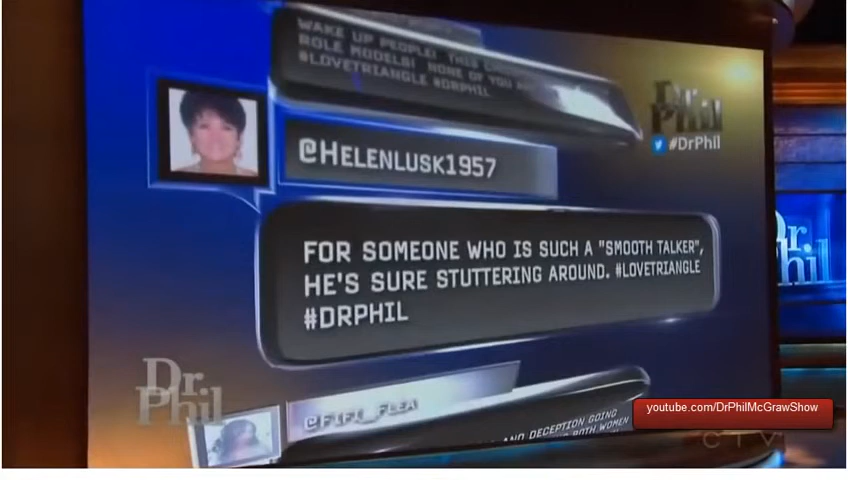 WAKE UP PEOPLE! THIS
ROLE MODELS! NONE OF YOU
#LOVETRIANGLE #DRPHIL
Dr.
Phil
#DrPhil
@HELENLUSK1957
FOR SOMEONE WHO IS SUCH A "SMOOTH TALKER",
HE'S SURE STUTTERING AROUND. #LOVETRIANGLE
#DRPHIL
Dr.
Phil
Dr.
Phil
@FIFI_FLEA
AND DECEPTION GOING
BOTH WOMEN
youtube.com/DrPhilMcGrawShow
CTV